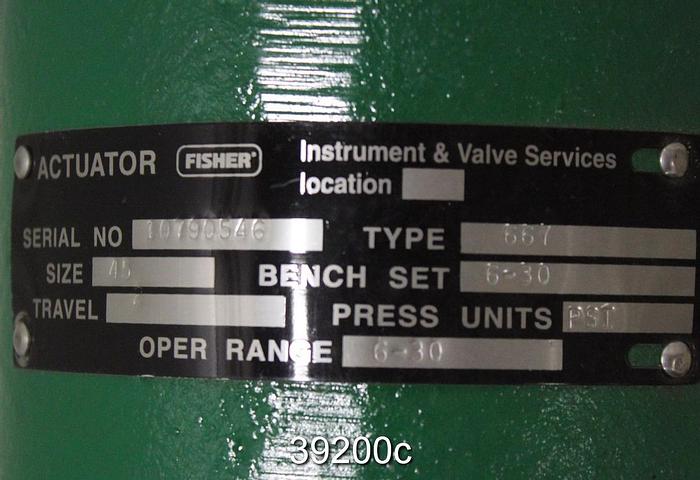 ACTUATOR FISHER® Instrument & Valve Services
location
SERIAL NO 10790546 TYPE 667
SIZE 45 BENCH SET 6-30
TRAVEL PRESS UNITS PSI
OPER RANGE 6-30
39200c